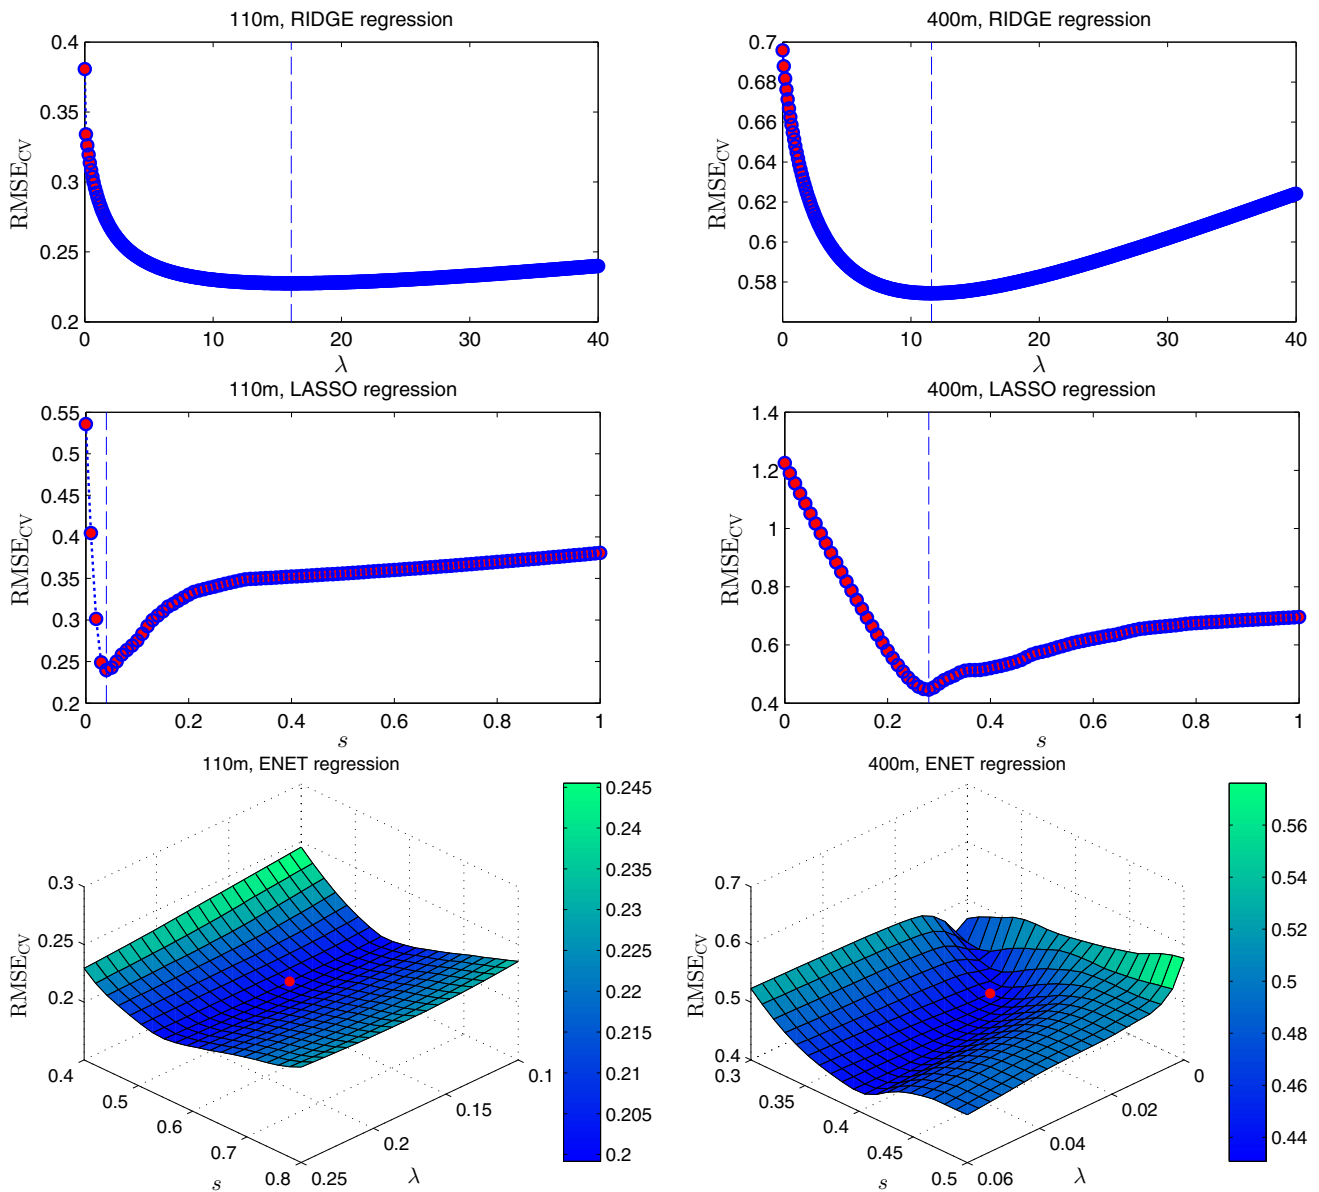 110m, RIDGE regression
0.4
0.35
0.3
0.25
0.2
RMSE_CV
0 10 20 30 40
λ
400m, RIDGE regression
0.7
0.68
0.66
0.64
0.62
0.6
0.58
RMSE_CV
0 10 20 30 40
λ
110m, LASSO regression
0.55
0.5
0.45
0.4
0.35
0.3
0.25
0.2
RMSE_CV
0 0.2 0.4 0.6 0.8 1
s
400m, LASSO regression
1.4
1.2
1
0.8
0.6
0.4
RMSE_CV
0 0.2 0.4 0.6 0.8 1
s
110m, ENET regression
0.3
0.25
0.2
RMSE_CV
0.4 0.5 0.6 0.7 0.8
s
0.25 0.2 0.15 0.1
λ
0.245
0.24
0.235
0.23
0.225
0.22
0.215
0.21
0.205
0.2
400m, ENET regression
0.7
0.6
0.5
0.4
RMSE_CV
0.3 0.35 0.4 0.45 0.5
s
0.06 0.04 0.02 0
λ
0.56
0.54
0.52
0.5
0.48
0.46
0.44